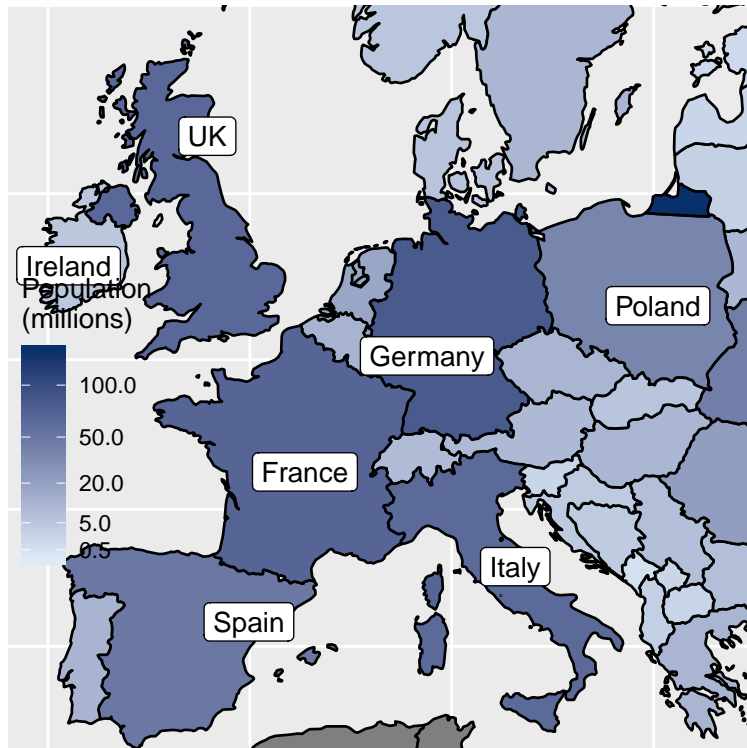 UK
Ireland
Population
(millions)
Poland
Germany
100.0
50.0
France
20.0
5.0
0.5
Italy
Spain